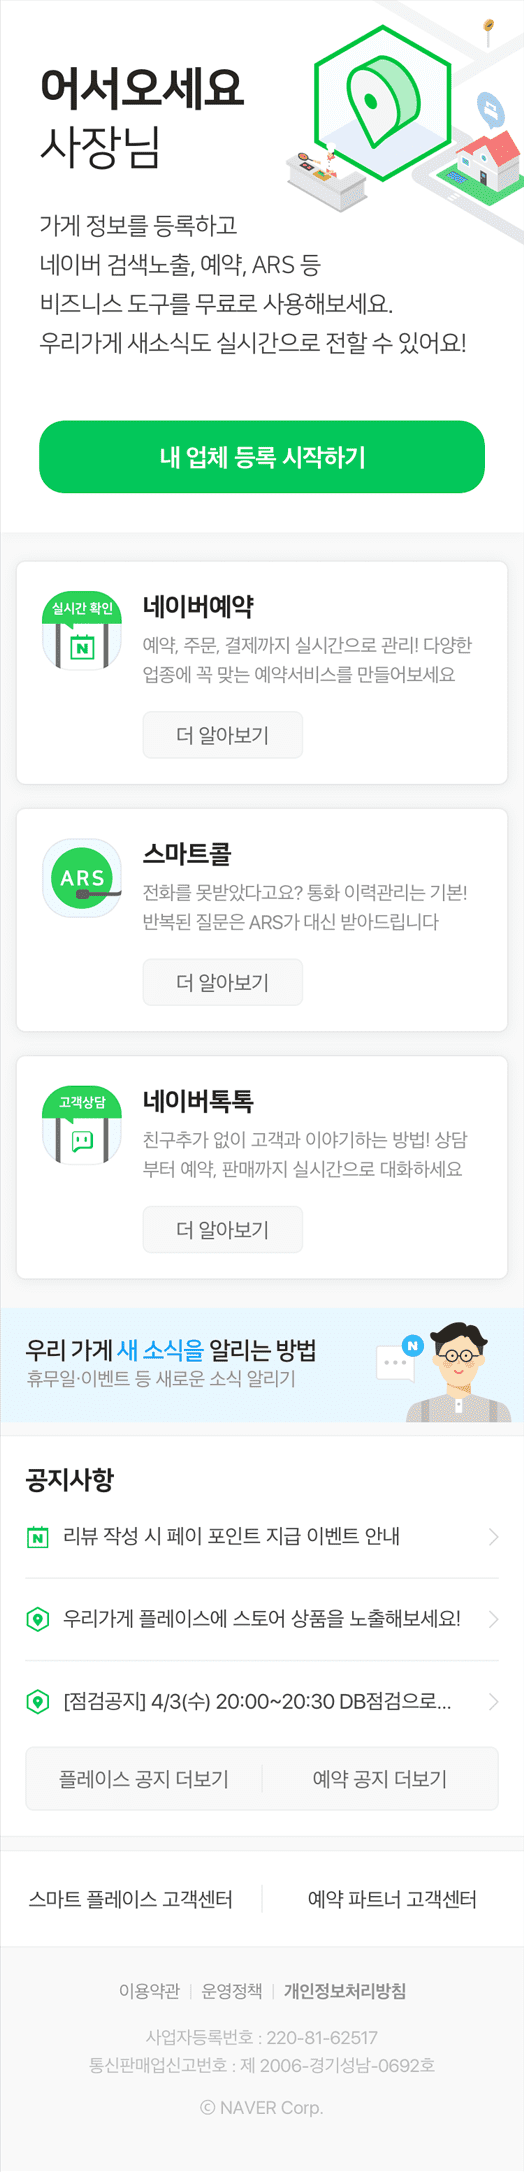 어서오세요
사장님
가게 정보를 등록하고
네이버 검색노출, 예약, ARS 등
비즈니스 도구를 무료로 사용해보세요.
우리가게 새소식도 실시간으로 전할 수 있어요!
내 업체 등록 시작하기
실시간 확인
N
네이버예약
예약, 주문, 결제까지 실시간으로 관리! 다양한
업종에 꼭 맞는 예약서비스를 만들어보세요
더 알아보기
ARS
스마트콜
전화를 못받았다고요? 통화 이력관리는 기본!
반복된 질문은 ARS가 대신 받아드립니다
더 알아보기
고객상담
네이버톡톡
친구추가 없이 고객과 이야기하는 방법! 상담
부터 예약, 판매까지 실시간으로 대화하세요
더 알아보기
우리 가게 새 소식을 알리는 방법
휴무일·이벤트 등 새로운 소식 알리기
N
공지사항
N 리뷰 작성 시 페이 포인트 지급 이벤트 안내
우리가게 플레이스에 스토어 상품을 노출해보세요!
[점검공지] 4/3(수) 20:00~20:30 DB점검으로...
플레이스 공지 더보기 예약 공지 더보기
스마트 플레이스 고객센터 예약 파트너 고객센터
이용약관 | 운영정책 | 개인정보처리방침
사업자등록번호 : 220-81-62517
통신판매업신고번호 : 제 2006-경기성남-0692호
ⓒ NAVER Corp.